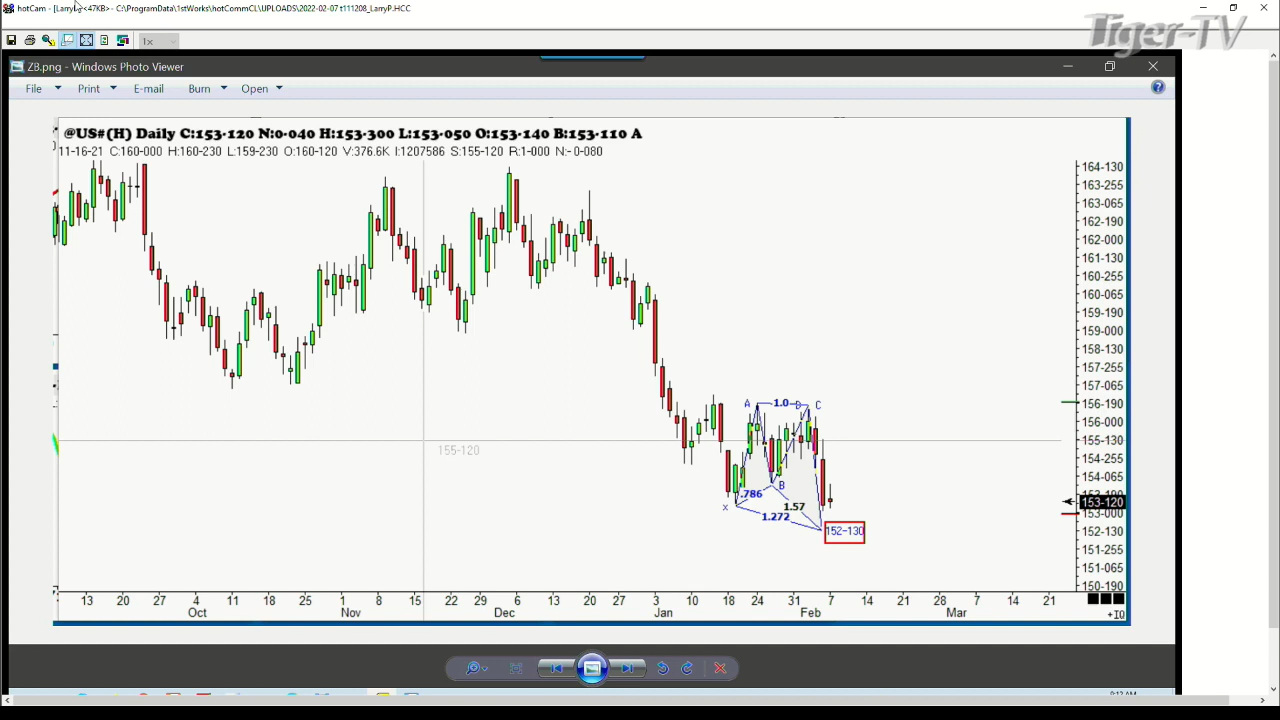 hotCam - [LarryP<47KB> - C:\ProgramData\1stWorks\hotCommCL\UPLOADS\2022-02-07 t111208_LarryP.HCC
Tiger-TV
1x
ZB.png - Windows Photo Viewer
File Print E-mail Burn Open
@US#(H) Daily C:153-120 N:0-040 H:153-300 L:153-050 O:153-140 B:153-110 A
11-16-21 C:160-000 H:160-230 L:159-230 O:160-120 V:376.6K I:1207586 S:155-120 R:1-000 N:- 0-080
164-130
163-255
163-065
162-190
162-000
161-130
160-255
160-065
159-190
159-000
158-130
157-255
157-065
156-190
156-000
155-130
154-255
154-065
153-120
153-000
152-130
151-255
151-065
150-190
155-120
A 1.0 D C
B
.786
X
1.57
1.272
152-130
13 20 27 4 11 18 25 1 8 15 22 29 6 13 20 27 3 10 18 24 31 7 14 21 28 7 14 21
Oct Nov Dec Jan Feb Mar
+IQ